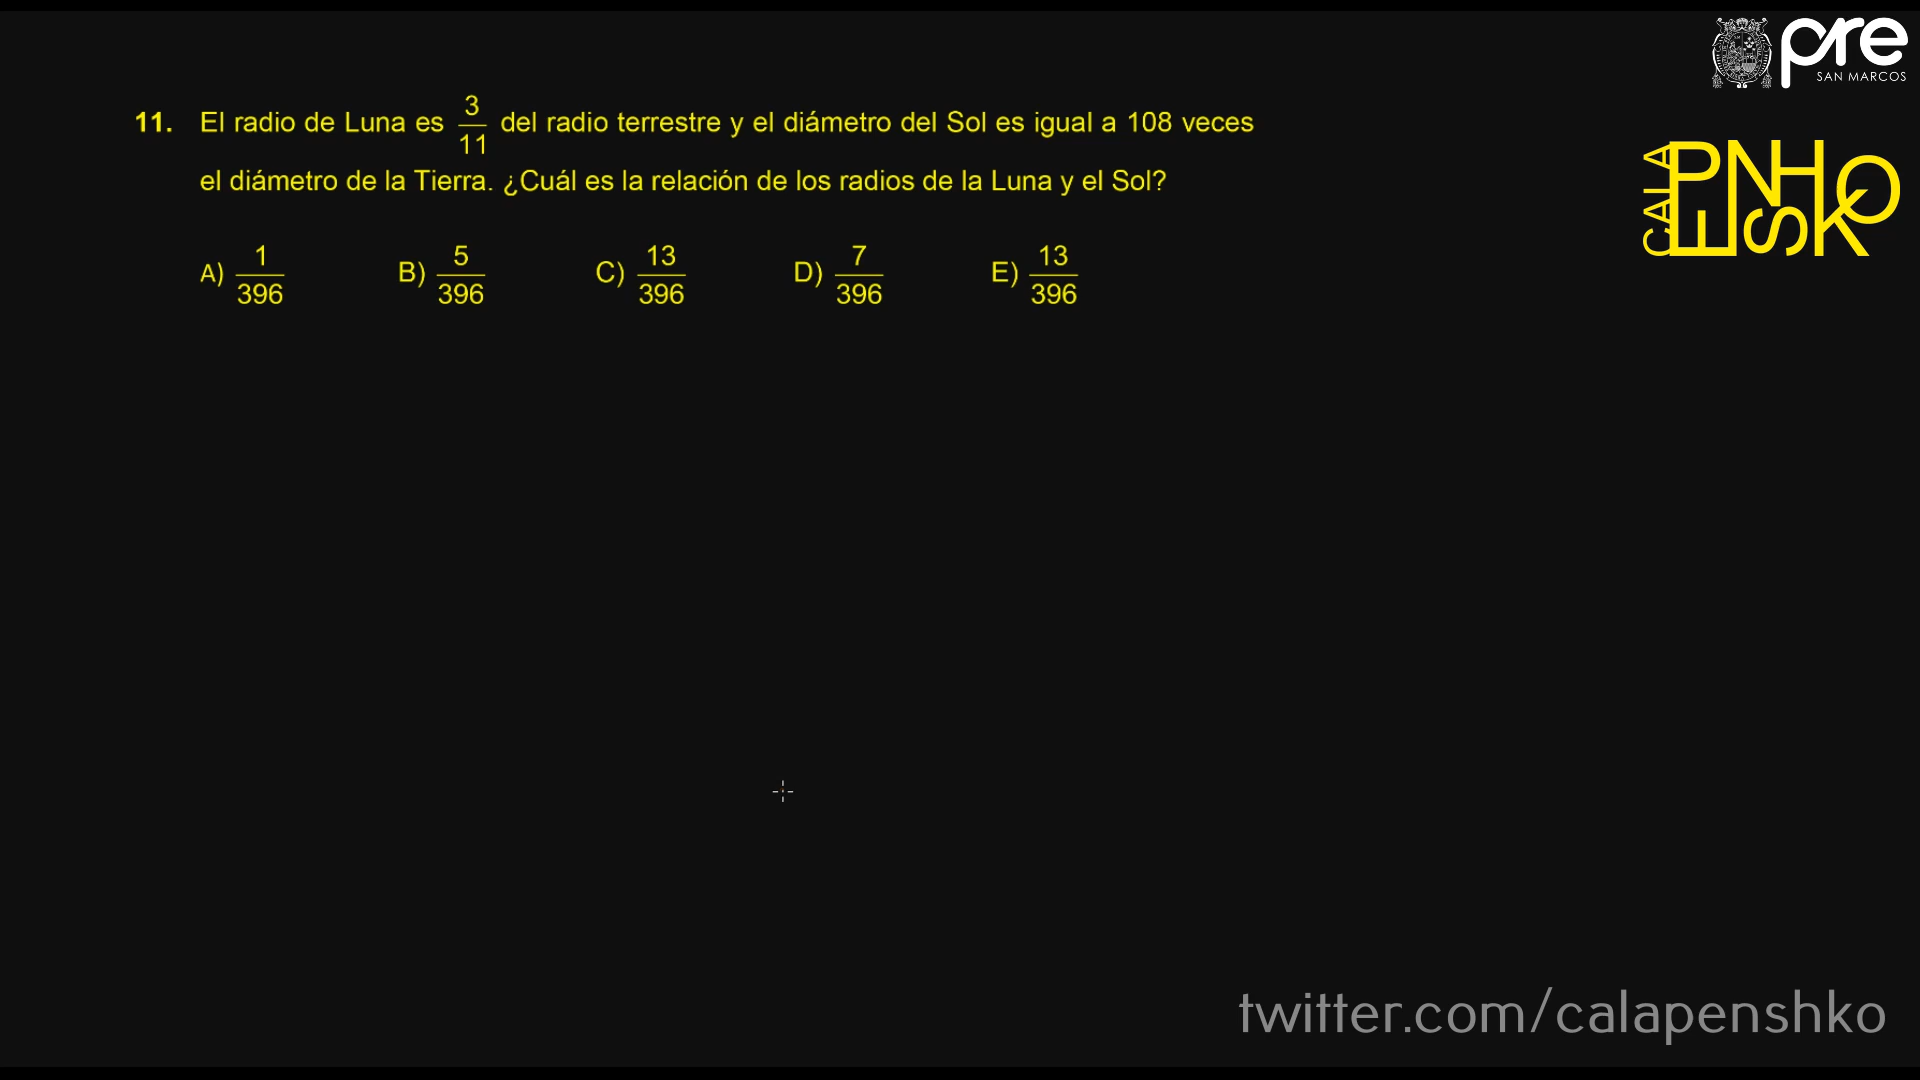 pre
SAN MARCOS
11. El radio de Luna es 3/11 del radio terrestre y el diámetro del Sol es igual a 108 veces
el diámetro de la Tierra. ¿Cuál es la relación de los radios de la Luna y el Sol?
CALA PENSHKO
A) 1/396 B) 5/396 C) 13/396 D) 7/396 E) 13/396
twitter.com/calapenshko